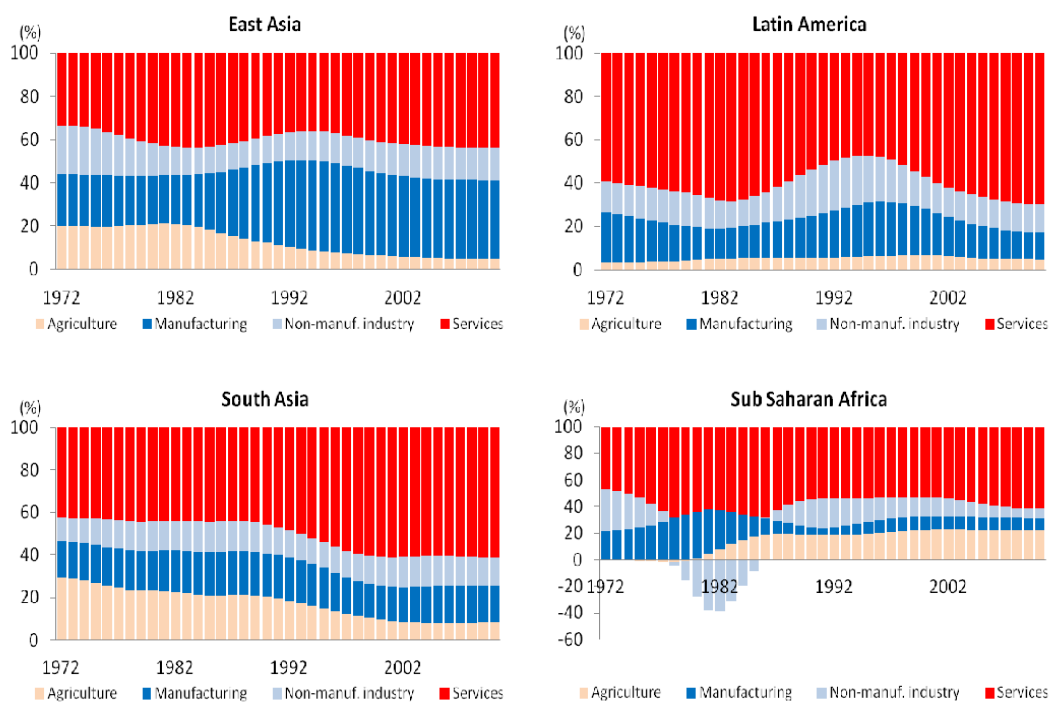 East Asia
(%)
100
80
60
40
20
0
1972 1982 1992 2002
Agriculture Manufacturing Non-manuf. industry Services
Latin America
(%)
100
80
60
40
20
0
1972 1982 1992 2002
Agriculture Manufacturing Non-manuf. industry Services
South Asia
(%)
100
80
60
40
20
0
1972 1982 1992 2002
Agriculture Manufacturing Non-manuf. industry Services
Sub Saharan Africa
(%)
100
80
60
40
20
0
-20
-40
-60
1972 1982 1992 2002
Agriculture Manufacturing Non-manuf. industry Services